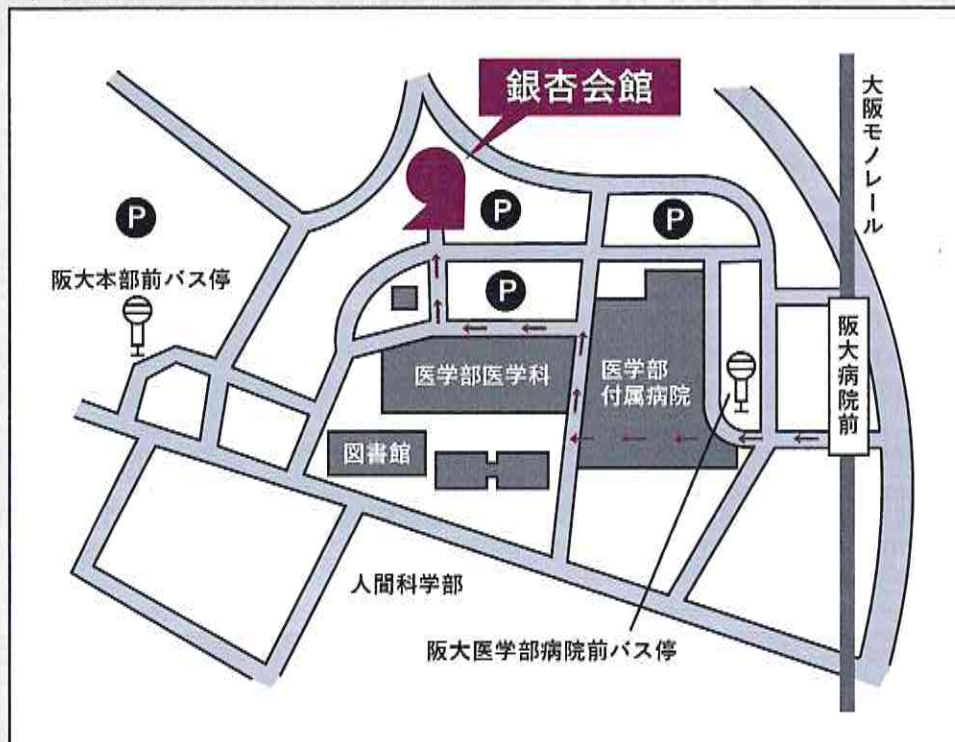 銀杏会館
大阪モノレール
P
P
P
阪大本部前バス停
P
阪大病院前
医学部医学科
医学部
付属病院
図書館
人間科学部
阪大医学部病院前バス停